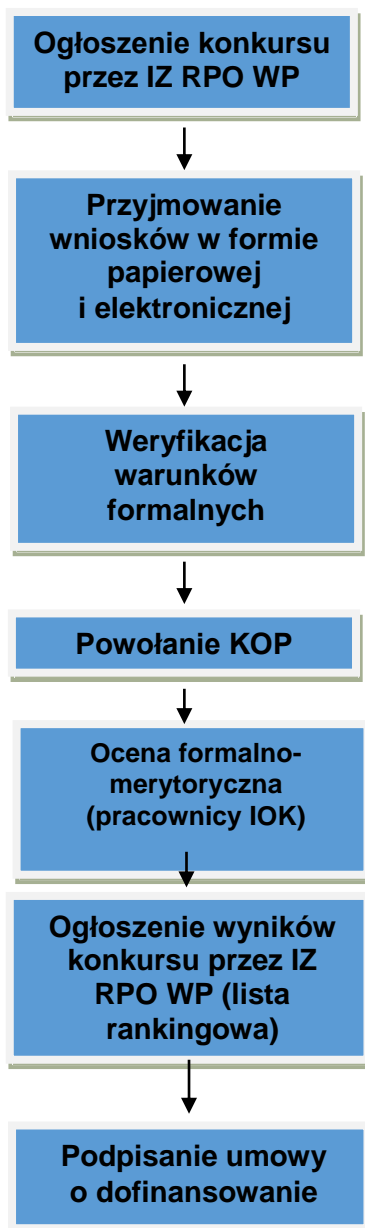 Ogłoszenie konkursu
przez IZ RPO WP
Przyjmowanie
wniosków w formie
papierowej
i elektronicznej
Weryfikacja
warunków
formalnych
Powołanie KOP
Ocena formalno-
merytoryczna
(pracownicy IOK)
Ogłoszenie wyników
konkursu przez IZ
RPO WP (lista
rankingowa)
Podpisanie umowy
o dofinansowanie